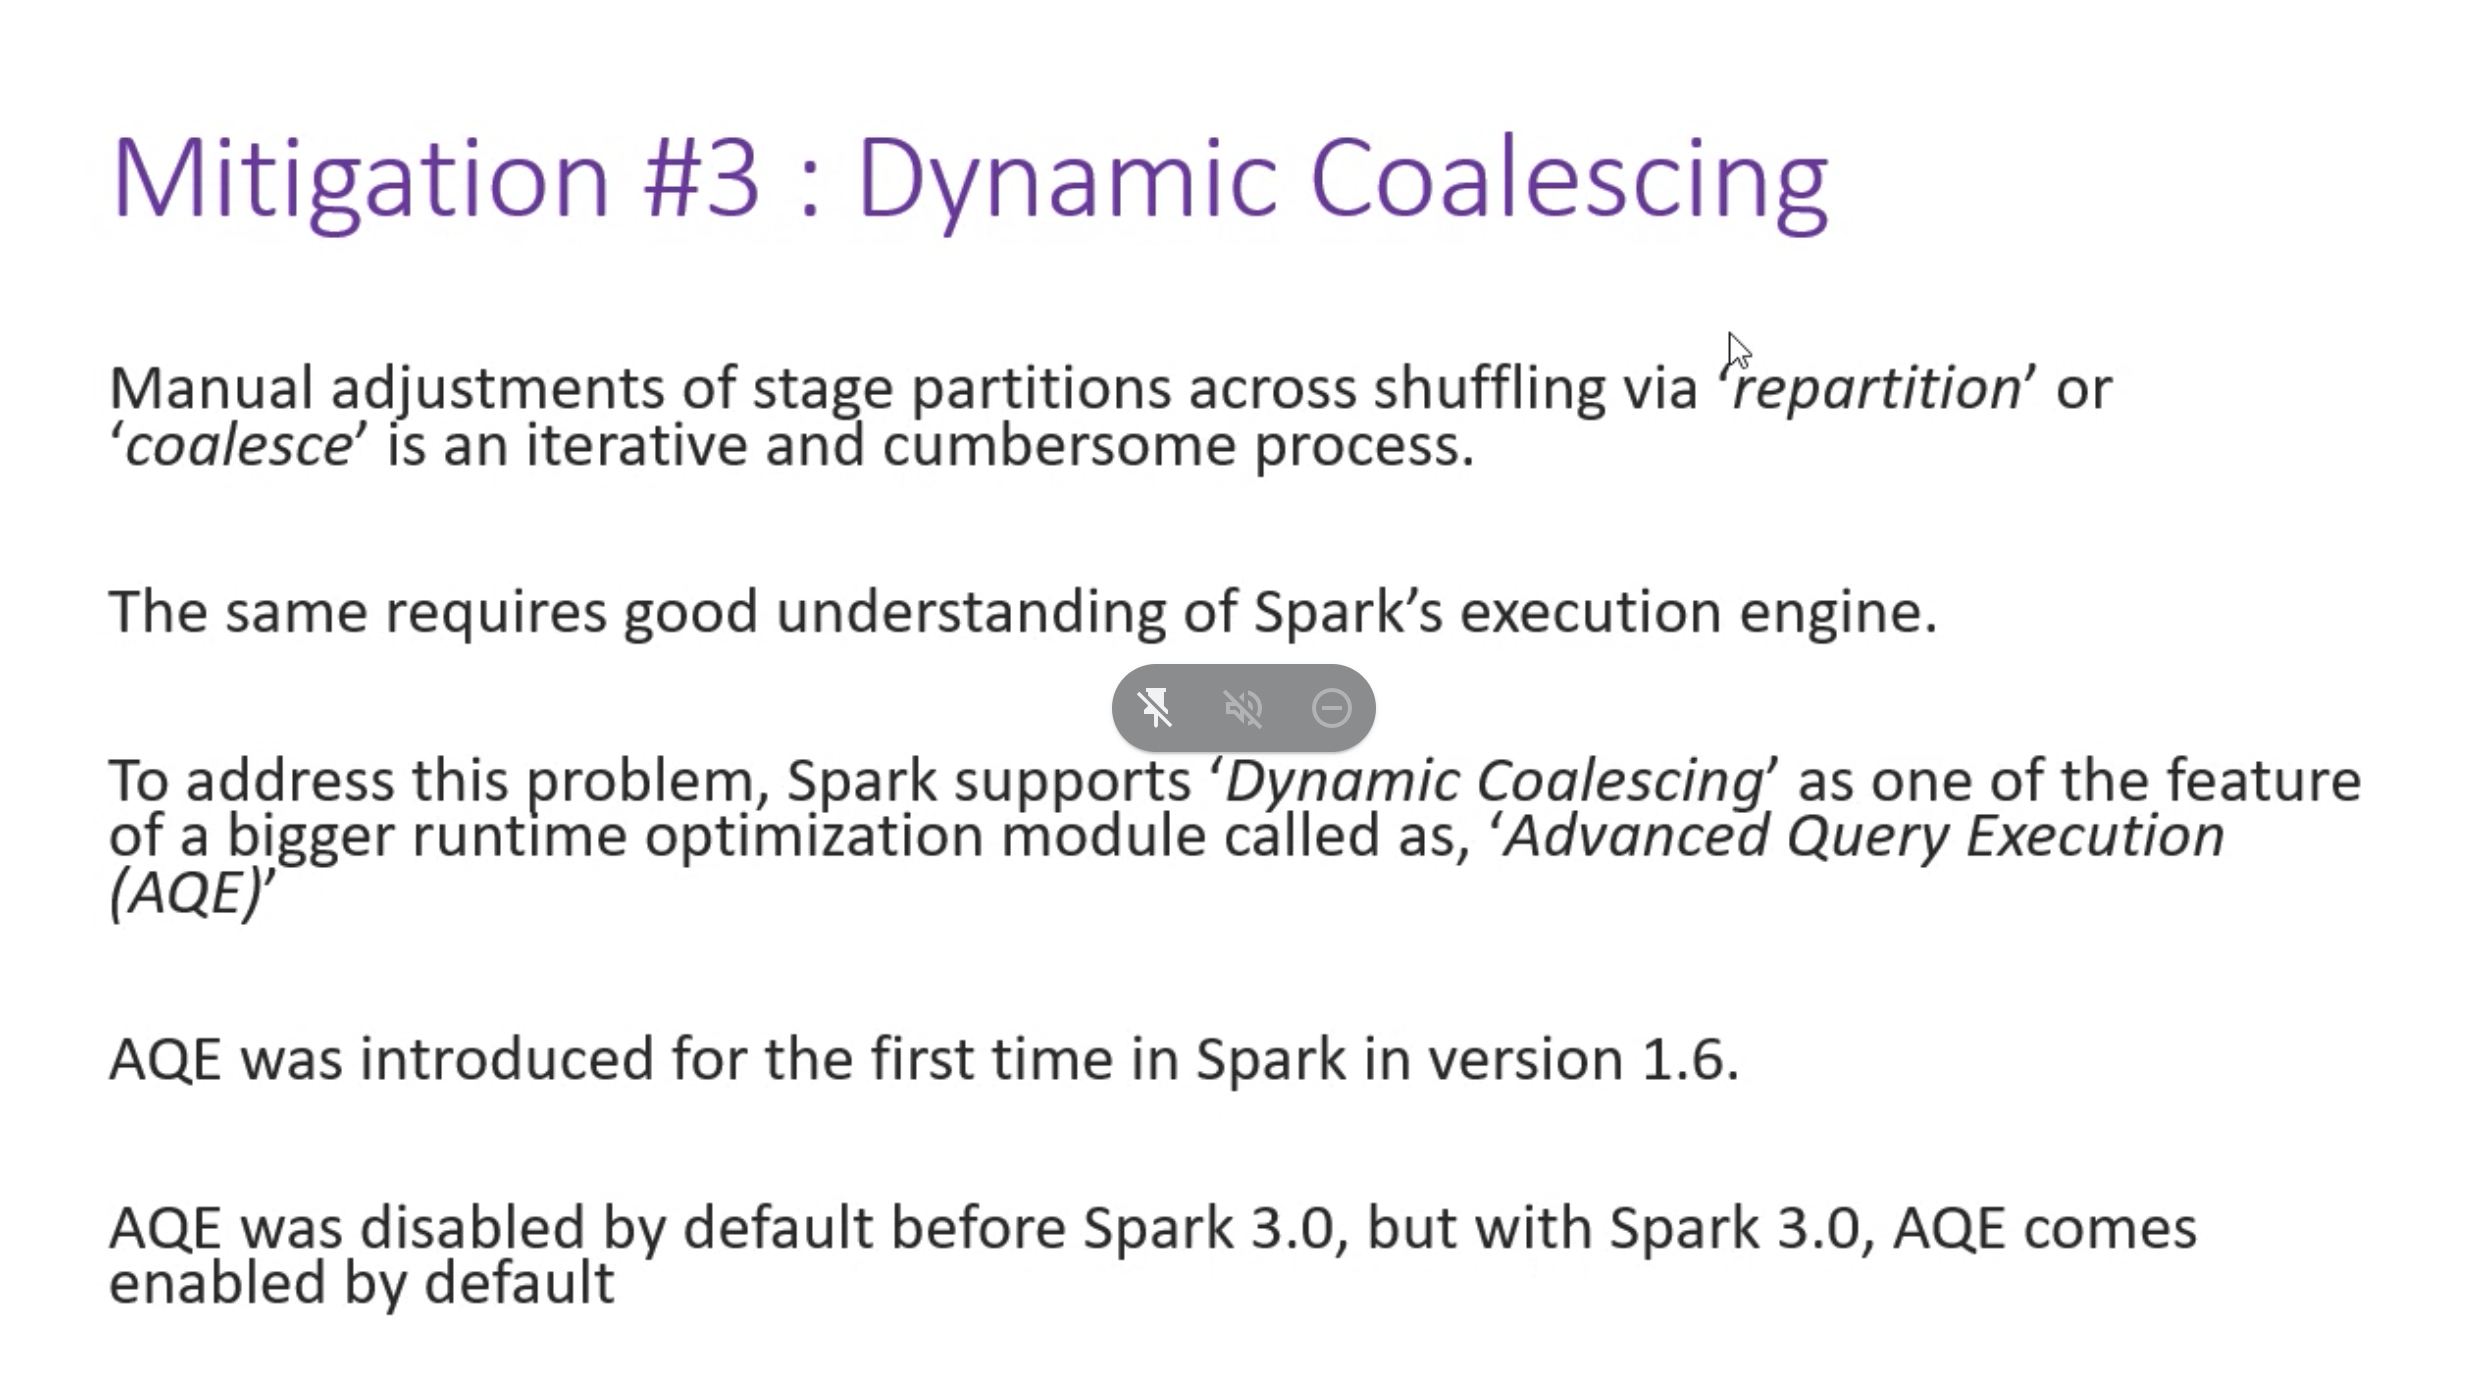 Mitigation #3 : Dynamic Coalescing
Manual adjustments of stage partitions across shuffling via ‘repartition’ or
‘coalesce’ is an iterative and cumbersome process.
The same requires good understanding of Spark’s execution engine.
To address this problem, Spark supports ‘Dynamic Coalescing’ as one of the feature
of a bigger runtime optimization module called as, ‘Advanced Query Execution
(AQE)’
AQE was introduced for the first time in Spark in version 1.6.
AQE was disabled by default before Spark 3.0, but with Spark 3.0, AQE comes
enabled by default